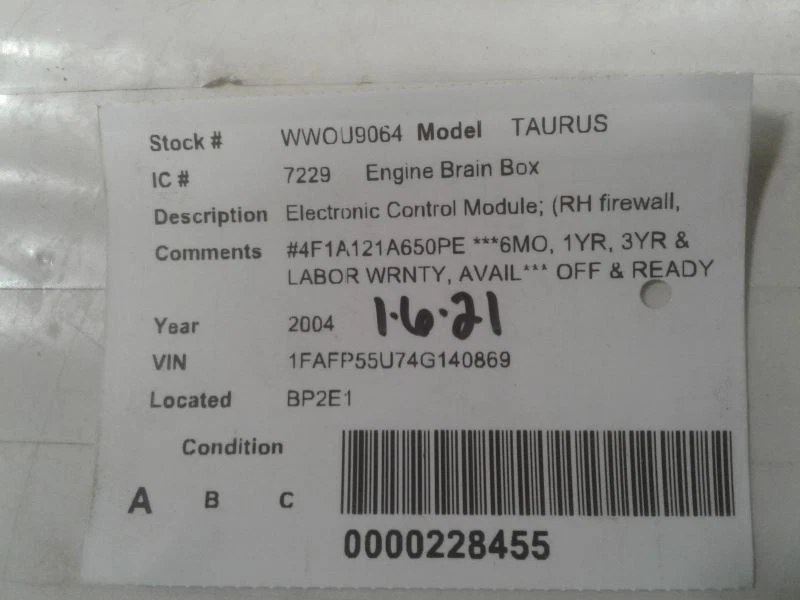 Stock # WWOU9064 Model TAURUS
IC # 7229 Engine Brain Box
Description Electronic Control Module; (RH firewall,
Comments #4F1A121A650PE ***6MO, 1YR, 3YR &
LABOR WRNTY, AVAIL*** OFF & READY
Year 2004 1·6·21
VIN 1FAFP55U74G140869
Located BP2E1
Condition
A B C
0000228455